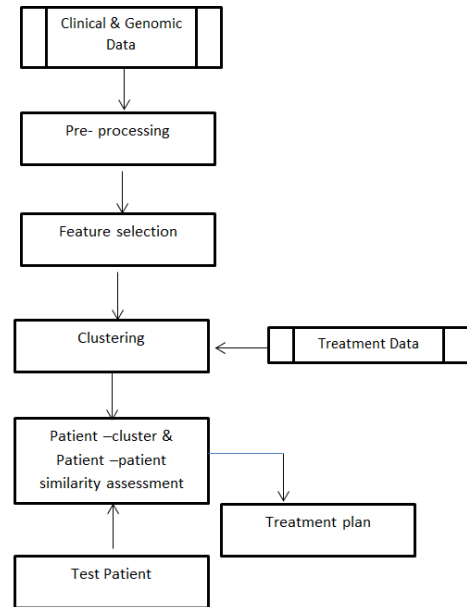 Clinical & Genomic
Data
Pre- processing
Feature selection
Clustering
Treatment Data
Patient –cluster &
Patient –patient
similarity assessment
Treatment plan
Test Patient